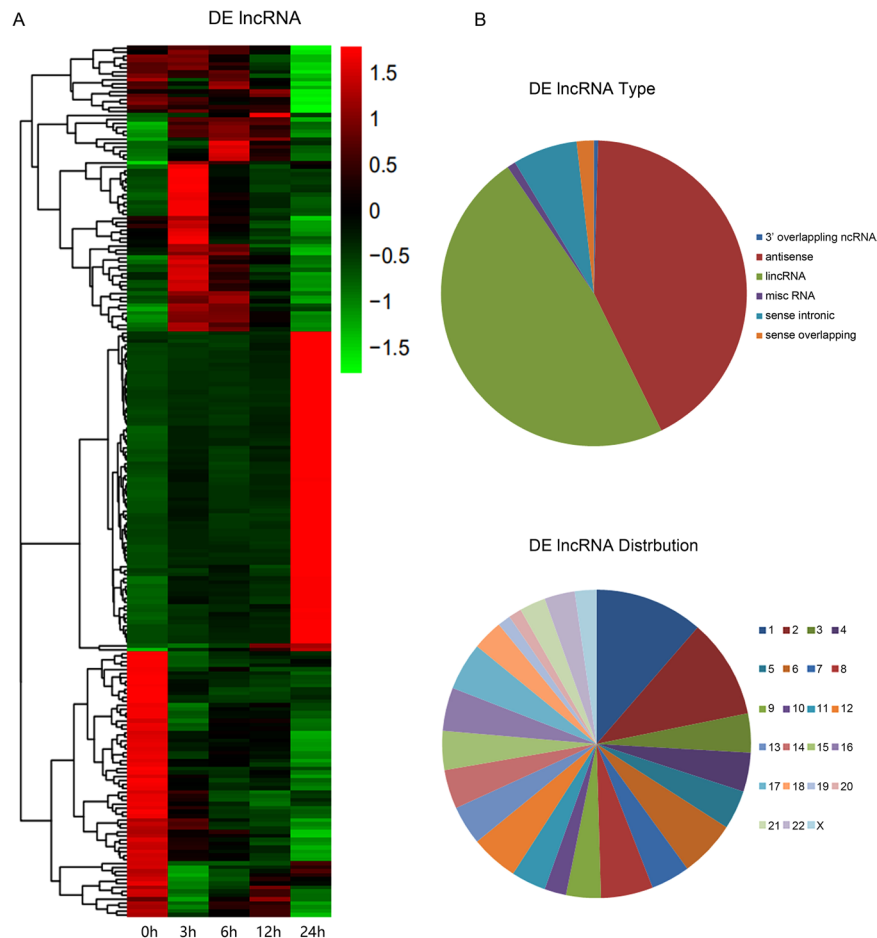 A
DE lncRNA
1.5
1
0.5
0
−0.5
−1
−1.5
0h 3h 6h 12h 24h
B
DE lncRNA Type
3' overlappling ncRNA
antisense
lincRNA
misc RNA
sense intronic
sense overlapping
DE lncRNA Distrbution
1 2 3 4
5 6 7 8
9 10 11 12
13 14 15 16
17 18 19 20
21 22 X